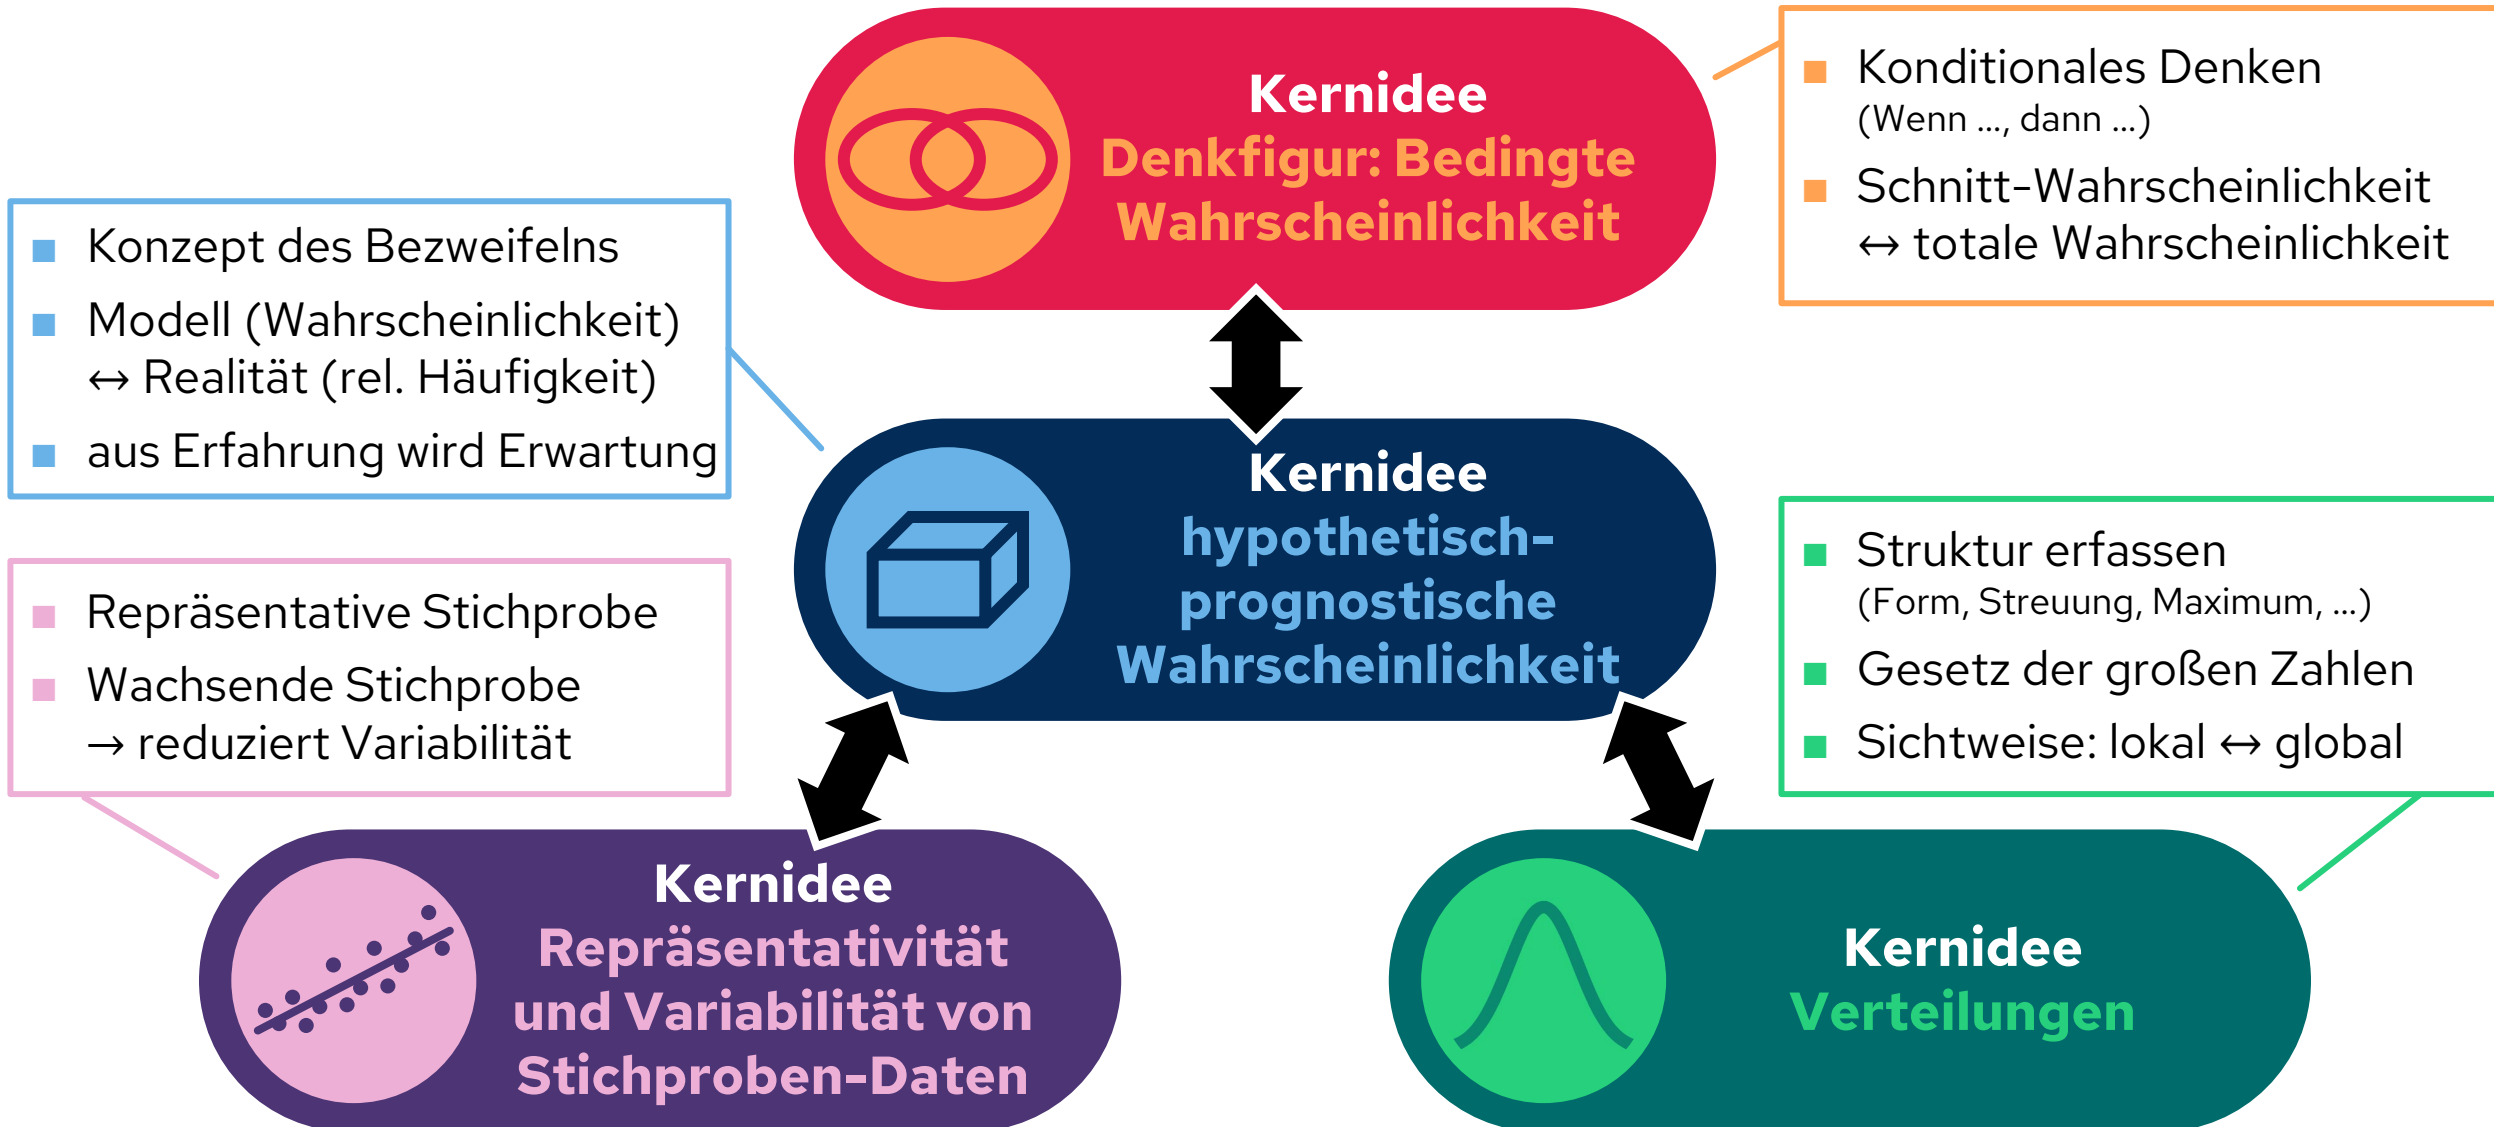 Kernidee
Denkfigur: Bedingte
Wahrscheinlichkeit
Konditionales Denken
(Wenn ..., dann ...)
Schnitt-Wahrscheinlichkeit
↔ totale Wahrscheinlichkeit
Konzept des Bezweifelns
Modell (Wahrscheinlichkeit)
↔ Realität (rel. Häufigkeit)
aus Erfahrung wird Erwartung
Kernidee
hypothetisch-
prognostische
Wahrscheinlichkeit
Repräsentative Stichprobe
Wachsende Stichprobe
→ reduziert Variabilität
Struktur erfassen
(Form, Streuung, Maximum, ...)
Gesetz der großen Zahlen
Sichtweise: lokal ↔ global
Kernidee
Repräsentativität
und Variabilität von
Stichproben-Daten
Kernidee
Verteilungen